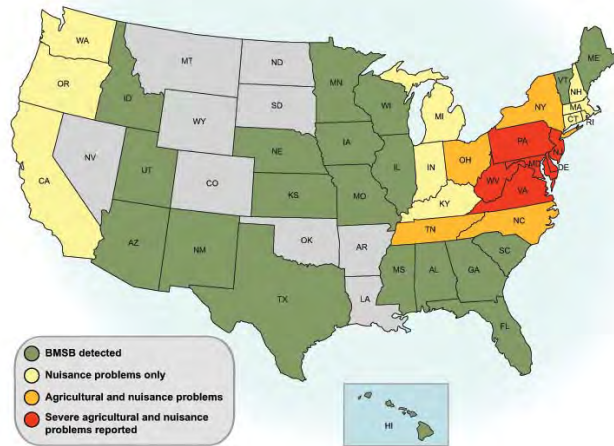 WA
OR
CA
NV
ID
MT
WY
UT
AZ
CO
NM
ND
SD
NE
KS
OK
TX
MN
IA
MO
AR
LA
WI
IL
MI
IN
OH
KY
TN
MS
AL
GA
FL
SC
NC
VA
WV
PA
NY
MD
DE
NJ
VT
NH
MA
CT
RI
ME
HI
BMSB detected
Nuisance problems only
Agricultural and nuisance problems
Severe agricultural and nuisance
problems reported